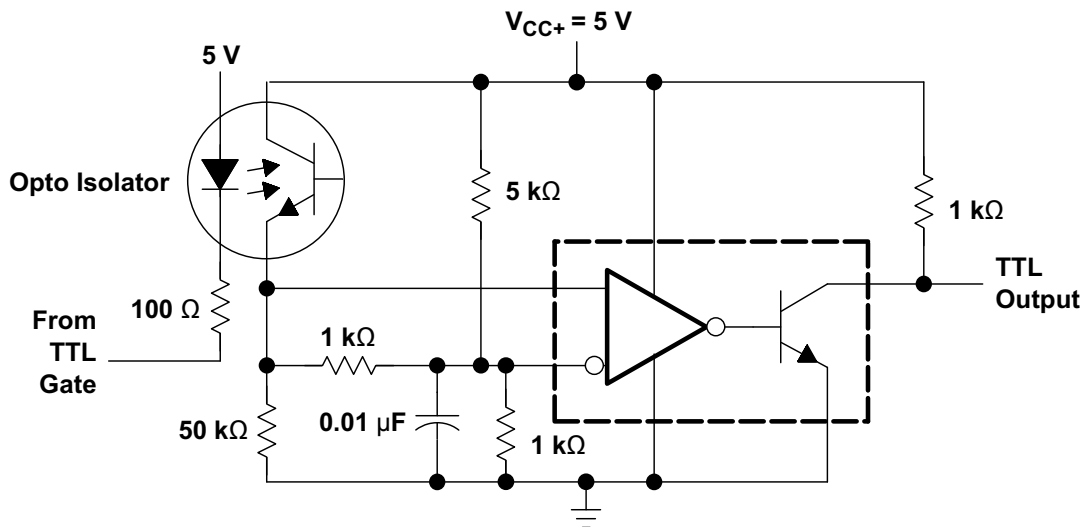 V_CC+ = 5 V
5 V
Opto Isolator
5 kΩ
1 kΩ
TTL
Output
100 Ω
From
TTL
Gate
1 kΩ
50 kΩ
0.01 µF
1 kΩ